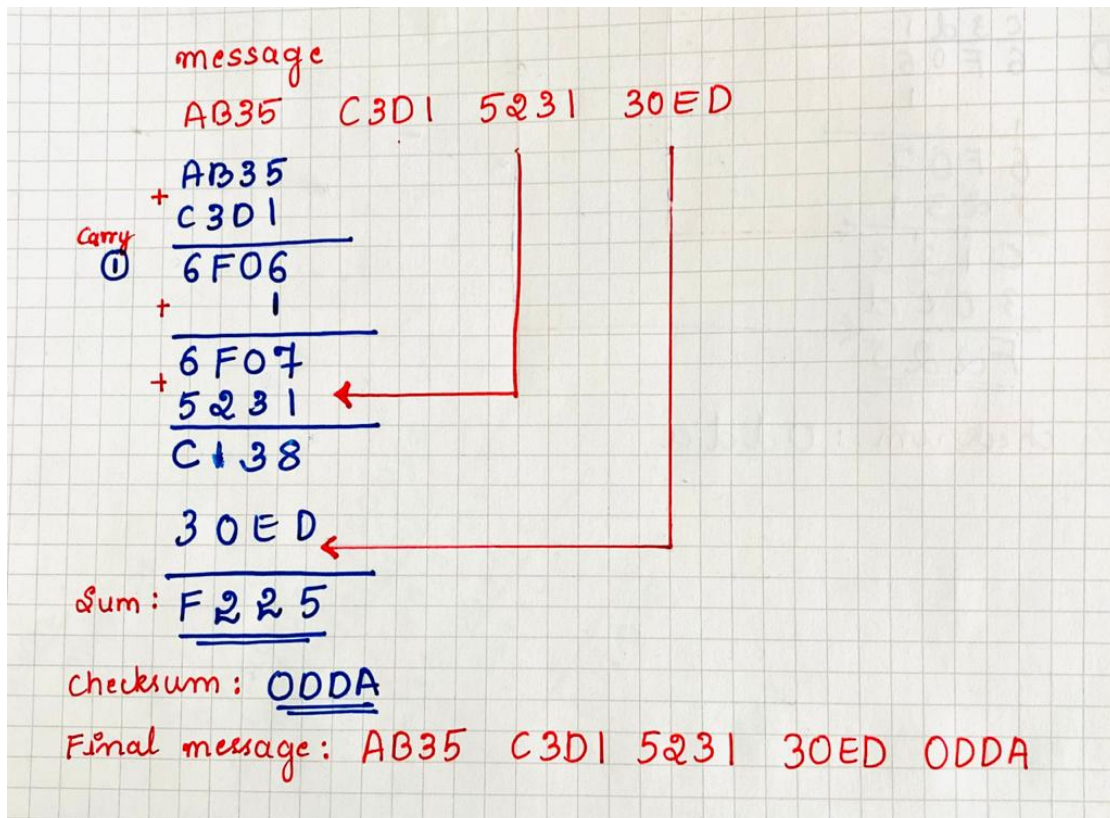 message
AB35 C3D1 5231 30ED
AB35
+
C3D1
Carry
① 6F06
+ 1
6F07
+
5231
C138
30ED
Sum: F225
checksum: 0DDA
Final message: AB35 C3D1 5231 30ED 0DDA